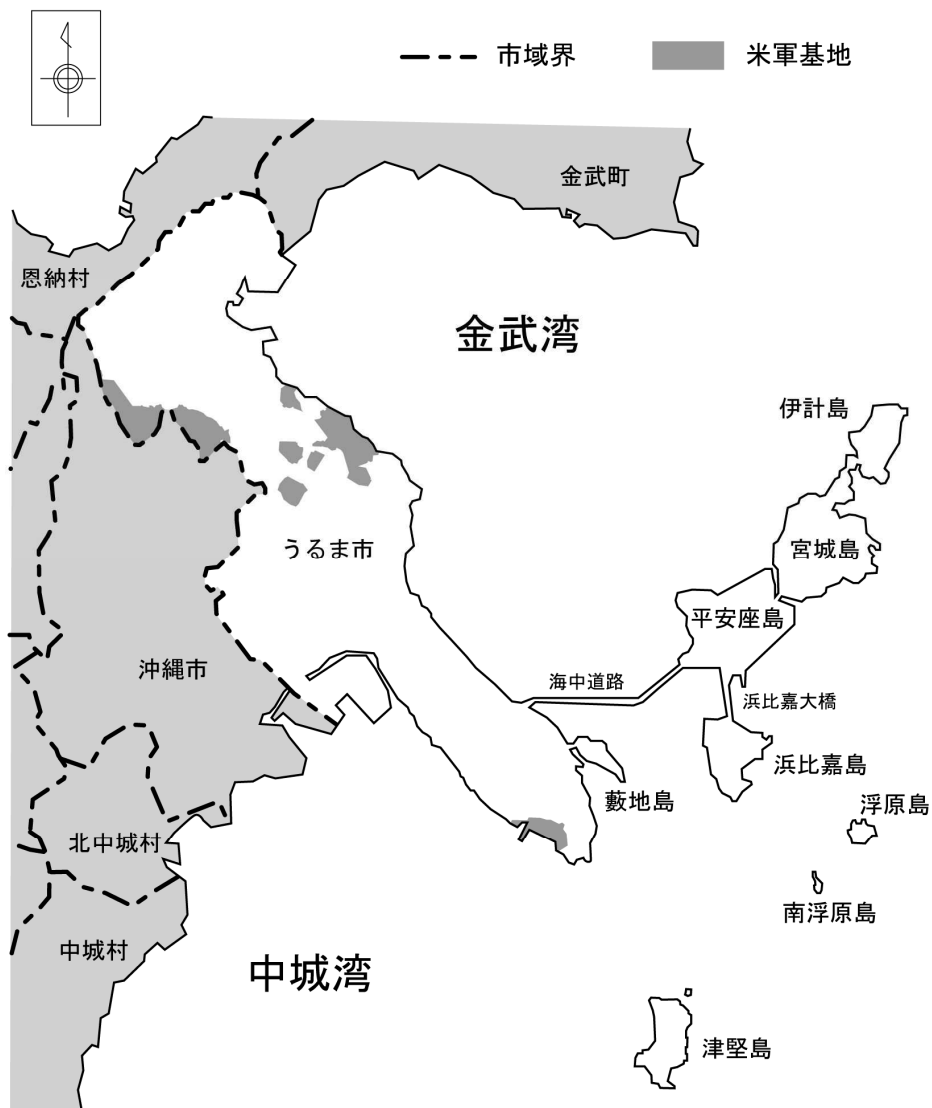 市域界
米軍基地
金武町
恩納村
金武湾
伊計島
うるま市
宮城島
平安座島
沖縄市
海中道路
浜比嘉大橋
浜比嘉島
藪地島
浮原島
北中城村
南浮原島
中城村
中城湾
津堅島